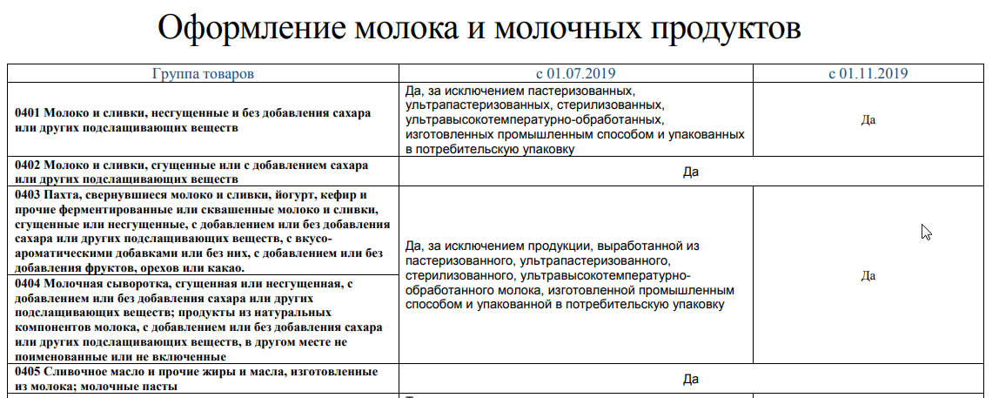 Оформление молока и молочных продуктов
Группа товаров
с 01.07.2019
с 01.11.2019
0401 Молоко и сливки, несгущенные и без добавления сахара
или других подслащивающих веществ
Да, за исключением пастеризованных,
ультрапастеризованных, стерилизованных,
ультравысокотемпературно-обработанных,
изготовленных промышленным способом и упакованных
в потребительскую упаковку
Да
0402 Молоко и сливки, сгущенные или с добавлением сахара
или других подслащивающих веществ
Да
0403 Пахта, свернувшиеся молоко и сливки, йогурт, кефир и
прочие ферментированные или сквашенные молоко и сливки,
сгущенные или несгущенные, с добавлением или без добавления
сахара или других подслащивающих веществ, с вкусо-
ароматическими добавками или без них, с добавлением или без
добавления фруктов, орехов или какао.
0404 Молочная сыворотка, сгущенная или несгущенная, с
добавлением или без добавления сахара или других
подслащивающих веществ; продукты из натуральных
компонентов молока, с добавлением или без добавления сахара
или других подслащивающих веществ, в другом месте не
поименованные или не включенные
Да, за исключением продукции, выработанной из
пастеризованного, ультрапастеризованного,
стерилизованного, ультравысокотемпературно-
обработанного молока, изготовленной промышленным
способом и упакованной в потребительскую упаковку
Да
0405 Сливочное масло и прочие жиры и масла, изготовленные
из молока; молочные пасты
Да